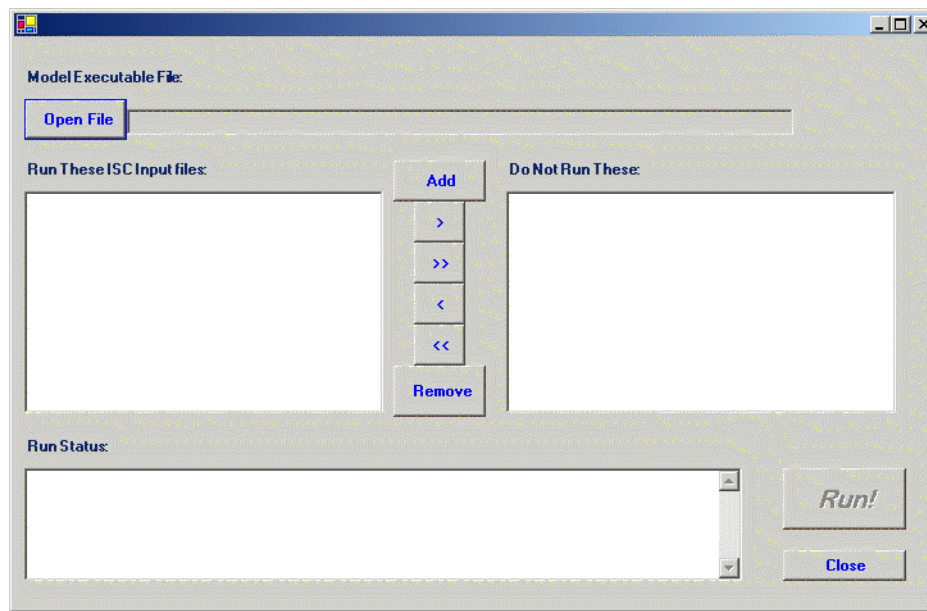 Model Executable File:
Open File
Run These ISC Input files:
Add
Do Not Run These:
>
>>
<
<<
Remove
Run Status:
Run!
Close